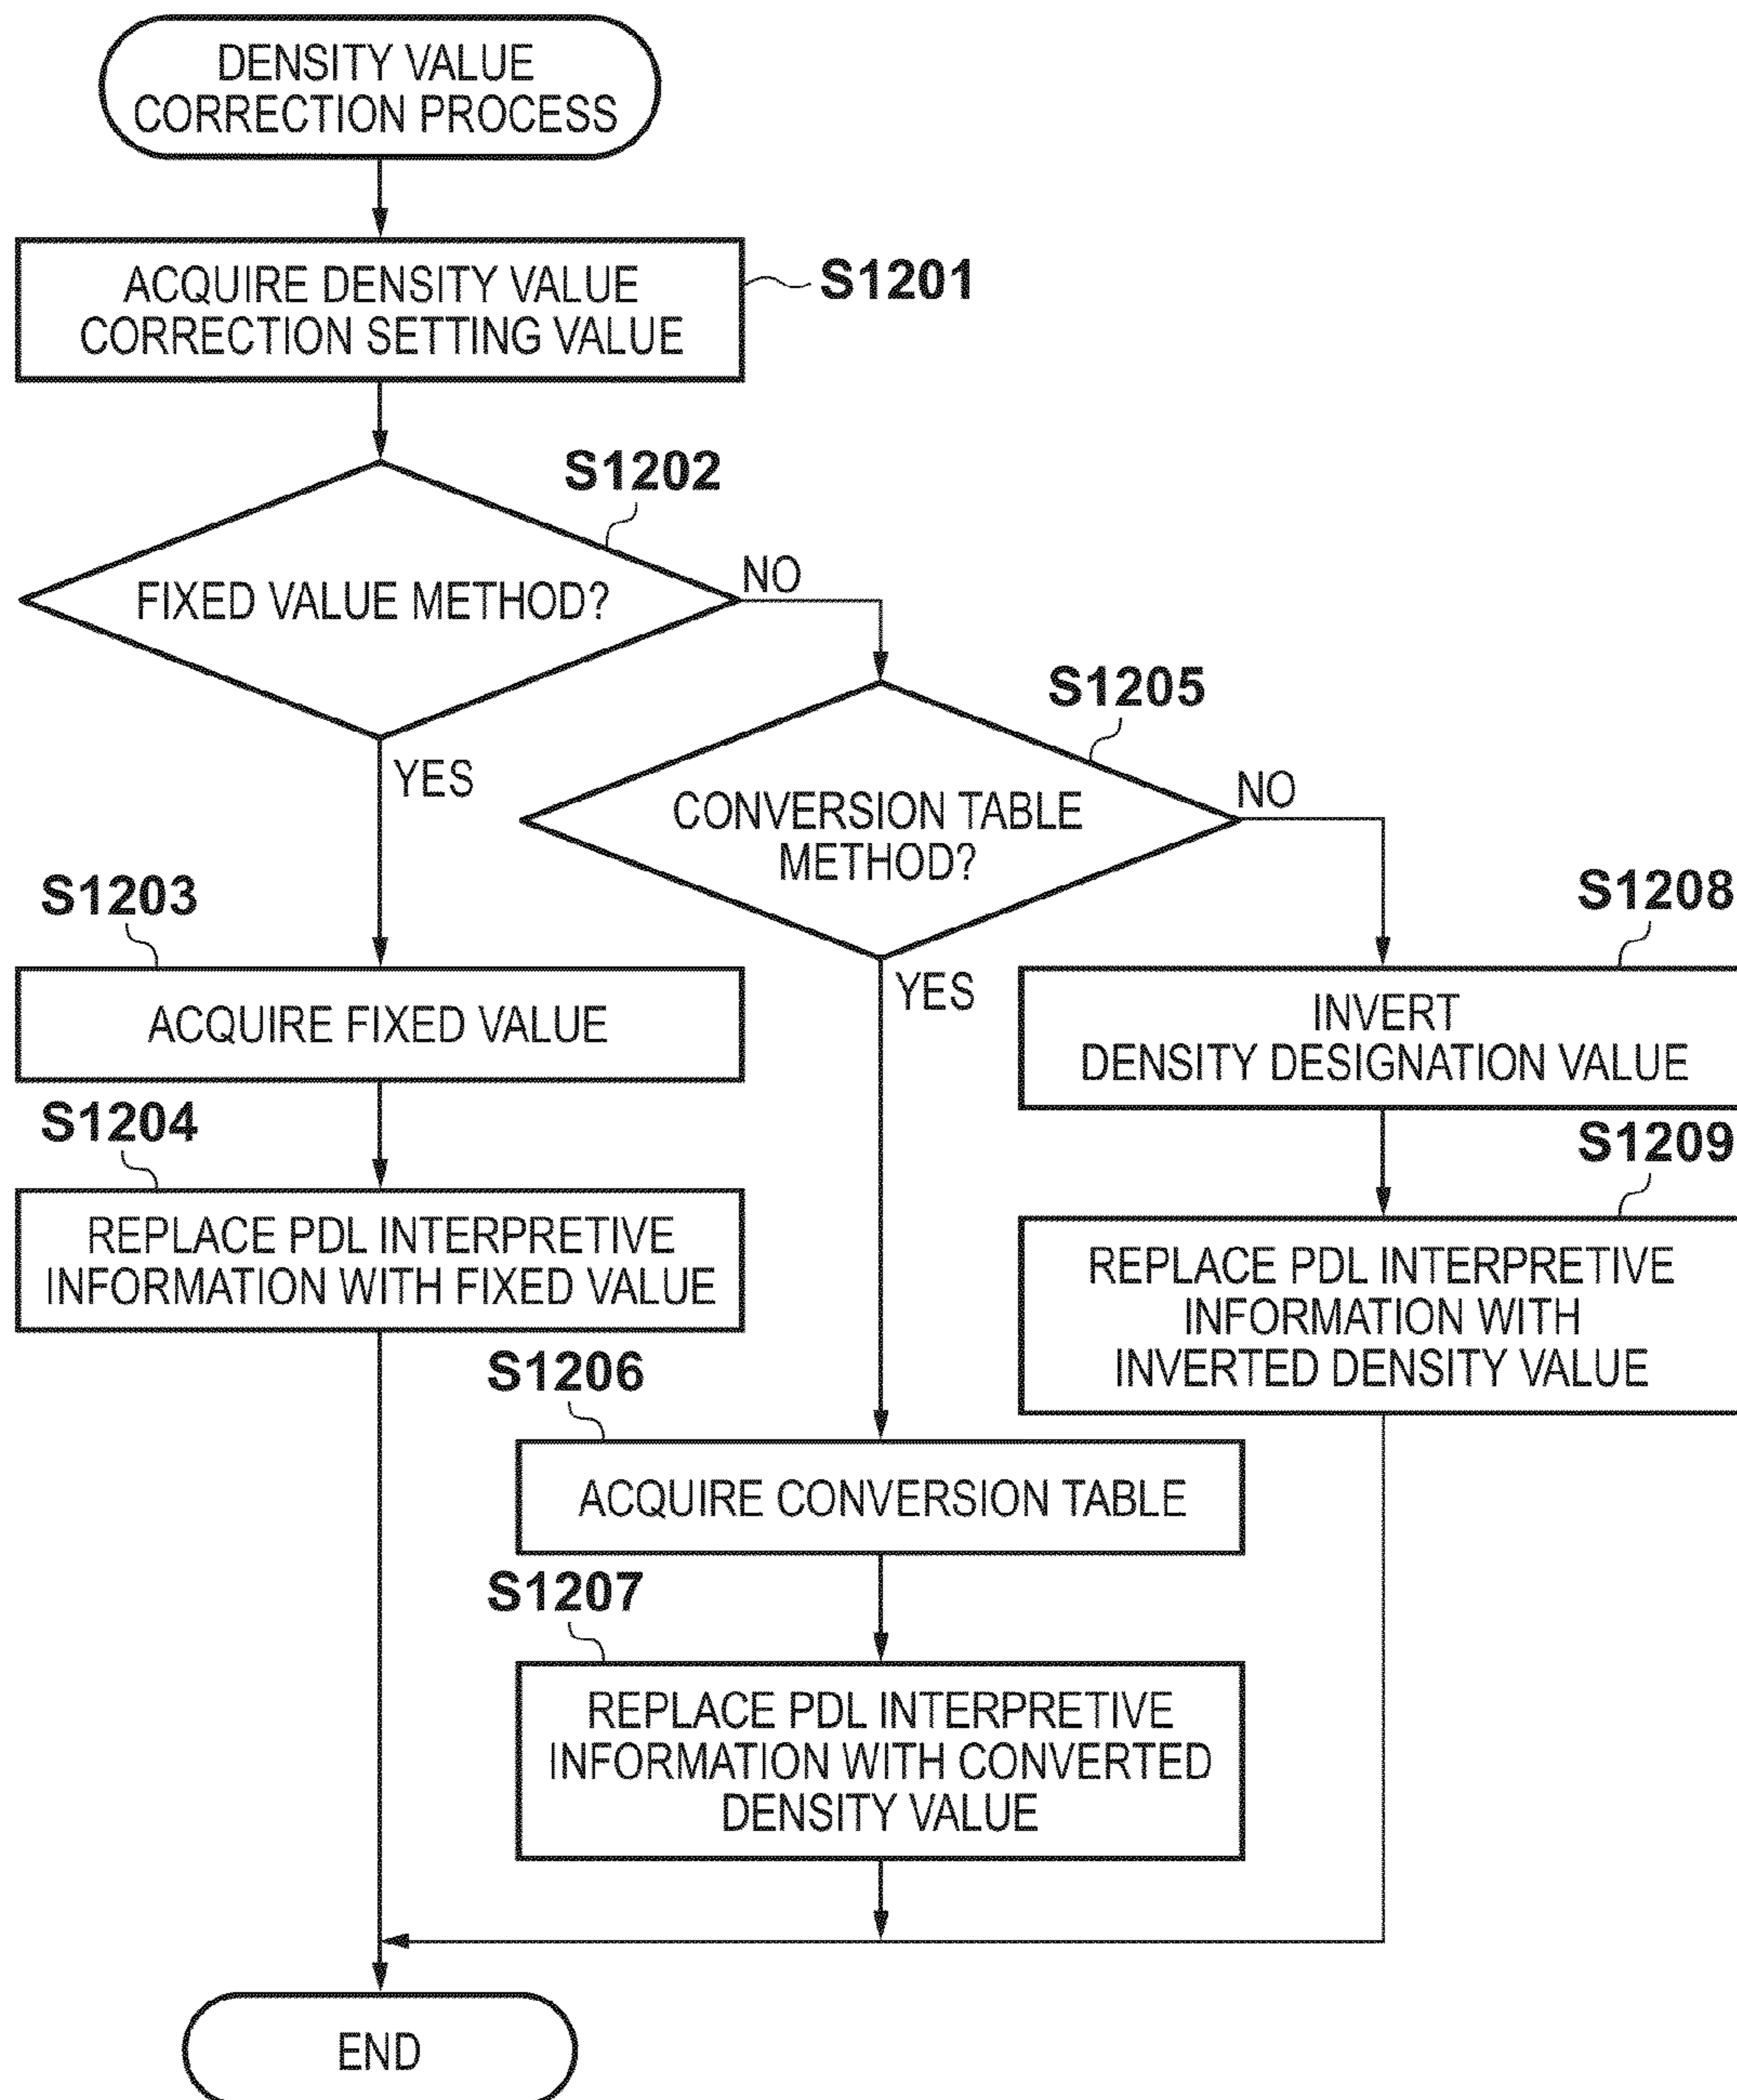 DENSITY VALUE
CORRECTION PROCESS
ACQUIRE DENSITY VALUE
CORRECTION SETTING VALUE
S1201
S1202
FIXED VALUE METHOD?
NO
YES
S1205
CONVERSION TABLE
METHOD?
NO
YES
S1203
ACQUIRE FIXED VALUE
S1204
REPLACE PDL INTERPRETIVE
INFORMATION WITH FIXED VALUE
S1208
INVERT
DENSITY DESIGNATION VALUE
S1209
REPLACE PDL INTERPRETIVE
INFORMATION WITH
INVERTED DENSITY VALUE
S1206
ACQUIRE CONVERSION TABLE
S1207
REPLACE PDL INTERPRETIVE
INFORMATION WITH CONVERTED
DENSITY VALUE
END